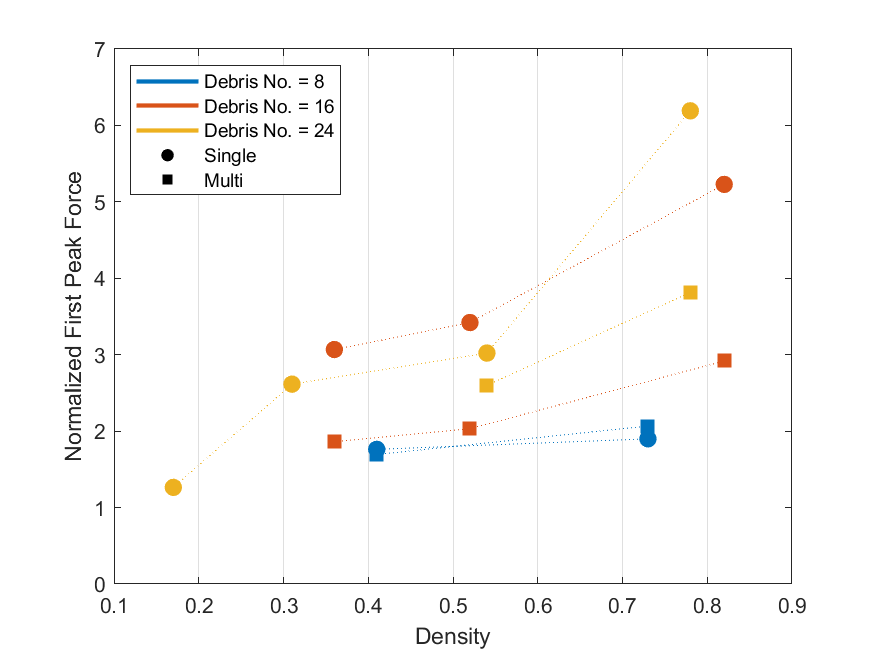 7
6
5
4
3
2
1
0
Normalized First Peak Force
Debris No. = 8
Debris No. = 16
Debris No. = 24
Single
Multi
0.1 0.2 0.3 0.4 0.5 0.6 0.7 0.8 0.9
Density